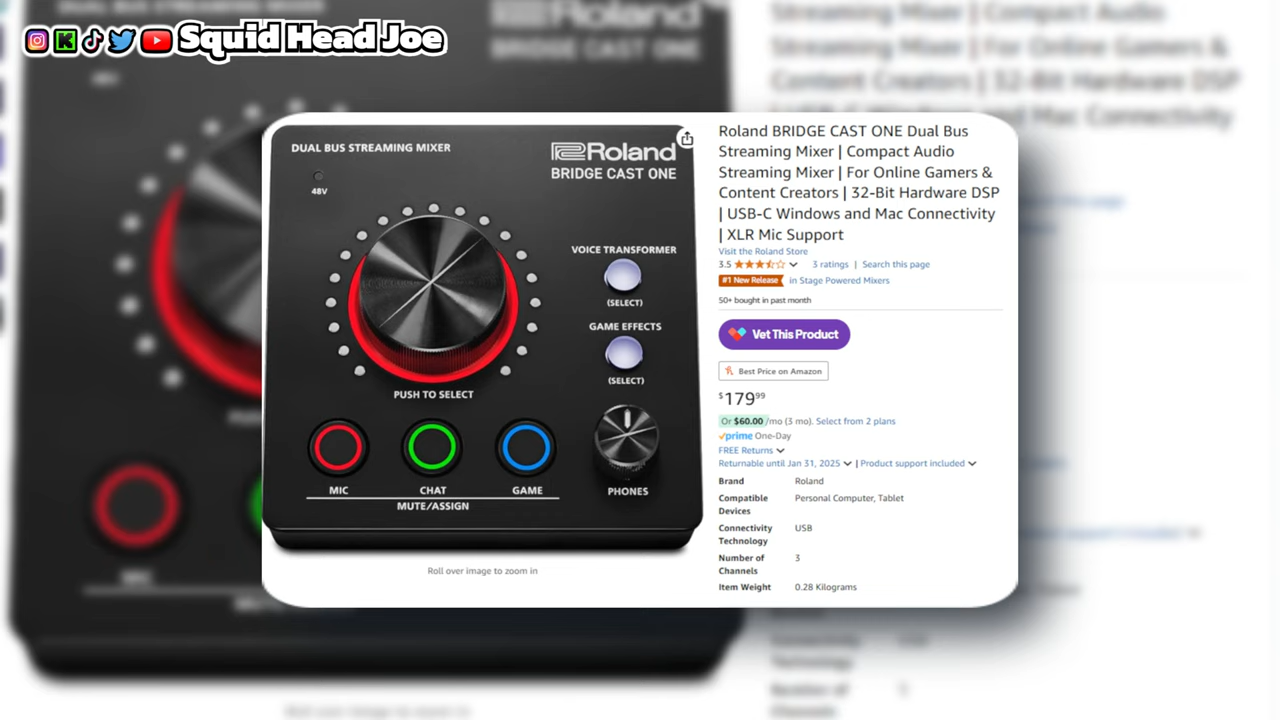 Squid Head Joe
DUAL BUS STREAMING MIXER
Roland
BRIDGE CAST ONE
48V
VOICE TRANSFORMER
(SELECT)
GAME EFFECTS
(SELECT)
PUSH TO SELECT
MIC
CHAT
GAME
PHONES
MUTE/ASSIGN
Roll over image to zoom in
Roland BRIDGE CAST ONE Dual Bus
Streaming Mixer | Compact Audio
Streaming Mixer | For Online Gamers &
Content Creators | 32-Bit Hardware DSP
| USB-C Windows and Mac Connectivity
| XLR Mic Support
Visit the Roland Store
3.5 3 ratings | Search this page
#1 New Release in Stage Powered Mixers
50+ bought in past month
Vet This Product
Best Price on Amazon
$179.99
Or $60.00 /mo (3 mo). Select from 2 plans
prime One-Day
FREE Returns
Returnable until Jan 31, 2025 | Product support included
Brand Roland
Compatible Personal Computer, Tablet
Devices
Connectivity USB
Technology
Number of 3
Channels
Item Weight 0.28 Kilograms